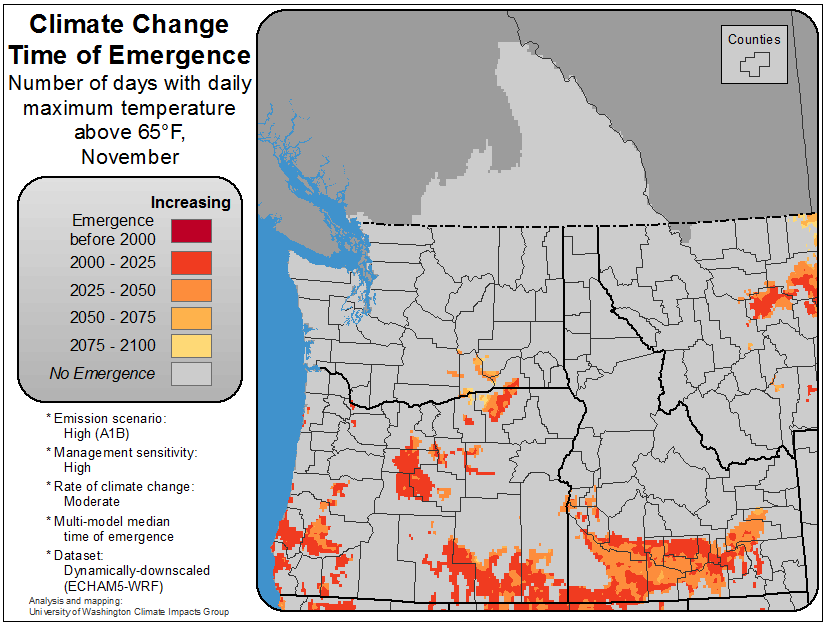 Climate Change
Time of Emergence
Number of days with daily
maximum temperature
above 65°F,
November
Increasing
Emergence
before 2000
2000 - 2025
2025 - 2050
2050 - 2075
2075 - 2100
No Emergence
* Emission scenario:
High (A1B)
* Management sensitivity:
High
* Rate of climate change:
Moderate
* Multi-model median
time of emergence
* Dataset:
Dynamically-downscaled
(ECHAM5-WRF)
Analysis and mapping:
University of Washington Climate Impacts Group
Counties